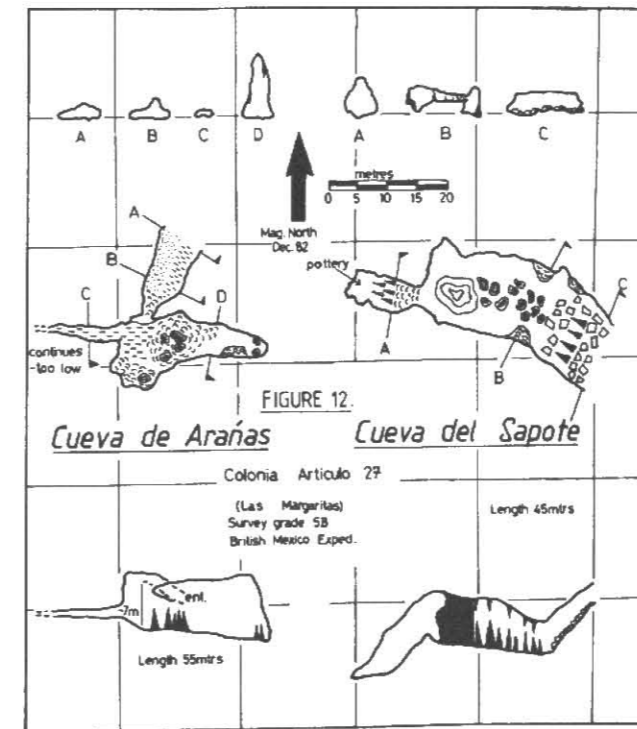 A B C D A B C
metres
0 5 10 15 20
Mag. North
Dec. 82
A
B
C
D
continues
-too low
pottery
A
A
B
C
FIGURE 12.
Cueva de Arañas
Cueva del Sapote
Colonia Articulo 27
(Las Margaritas)
Survey grade 5B
British Mexico Exped.
Length 45mtrs
ent.
7m
Length 55mtrs